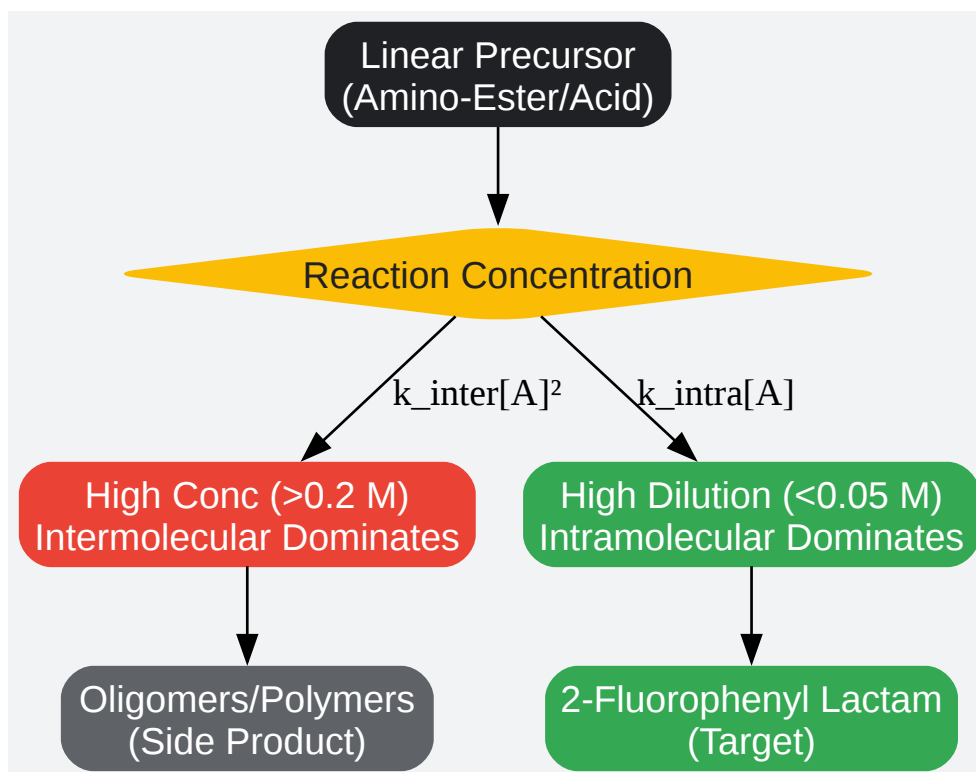 Linear Precursor
(Amino-Ester/Acid)
Reaction Concentration
k_inter[A]²
k_intra[A]
High Conc (>0.2 M)
Intermolecular Dominates
High Dilution (<0.05 M)
Intramolecular Dominates
Oligomers/Polymers
(Side Product)
2-Fluorophenyl Lactam
(Target)